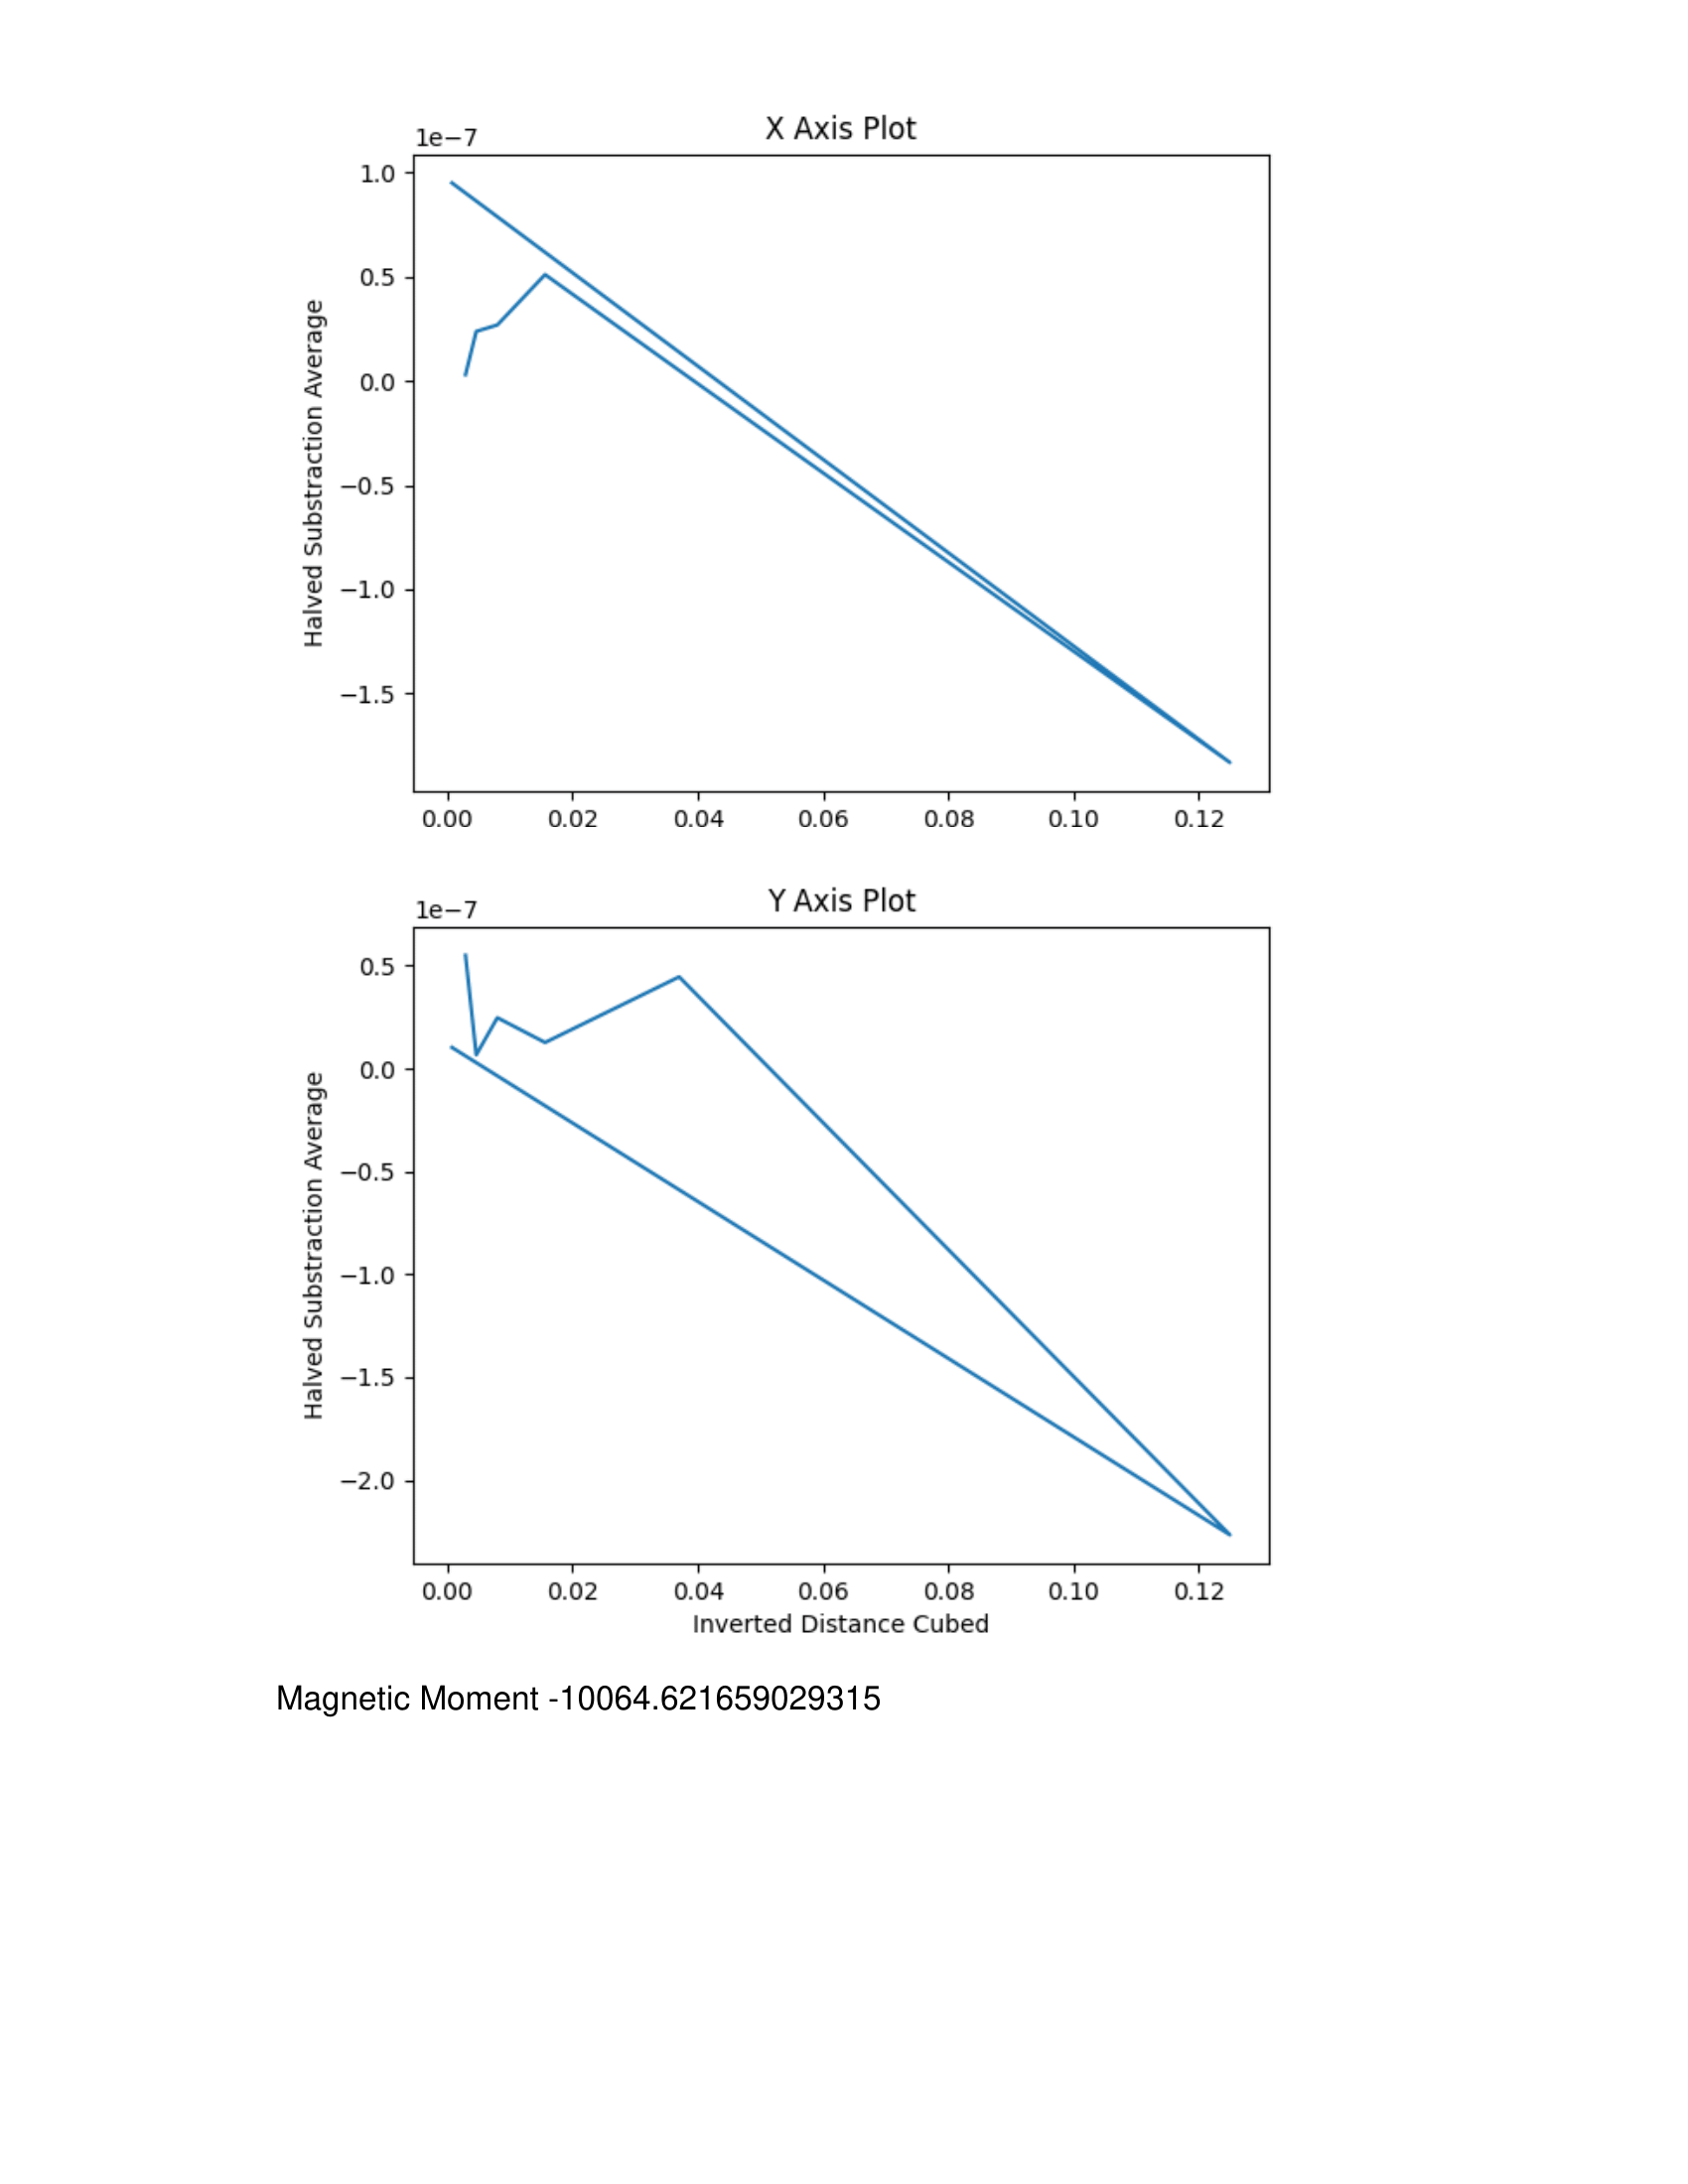 X Axis Plot
1e−7
1.0
0.5
0.0
−0.5
−1.0
−1.5
Halved Substraction Average
0.00 0.02 0.04 0.06 0.08 0.10 0.12
Y Axis Plot
1e−7
0.5
0.0
−0.5
−1.0
−1.5
−2.0
Halved Substraction Average
0.00 0.02 0.04 0.06 0.08 0.10 0.12
Inverted Distance Cubed
Magnetic Moment -10064.621659029315